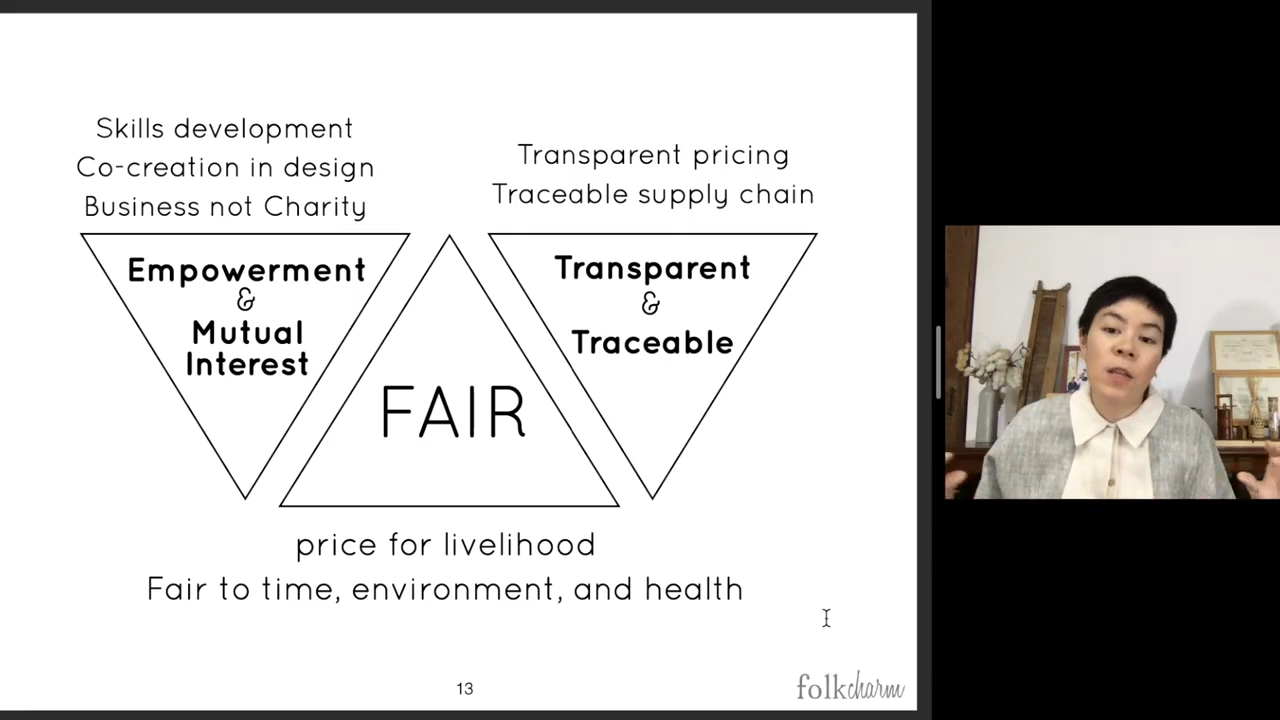 Skills development
Co-creation in design
Business not Charity
Transparent pricing
Traceable supply chain
Empowerment
&
Mutual
Interest
Transparent
&
Traceable
FAIR
price for livelihood
Fair to time, environment, and health
13
folkcharm